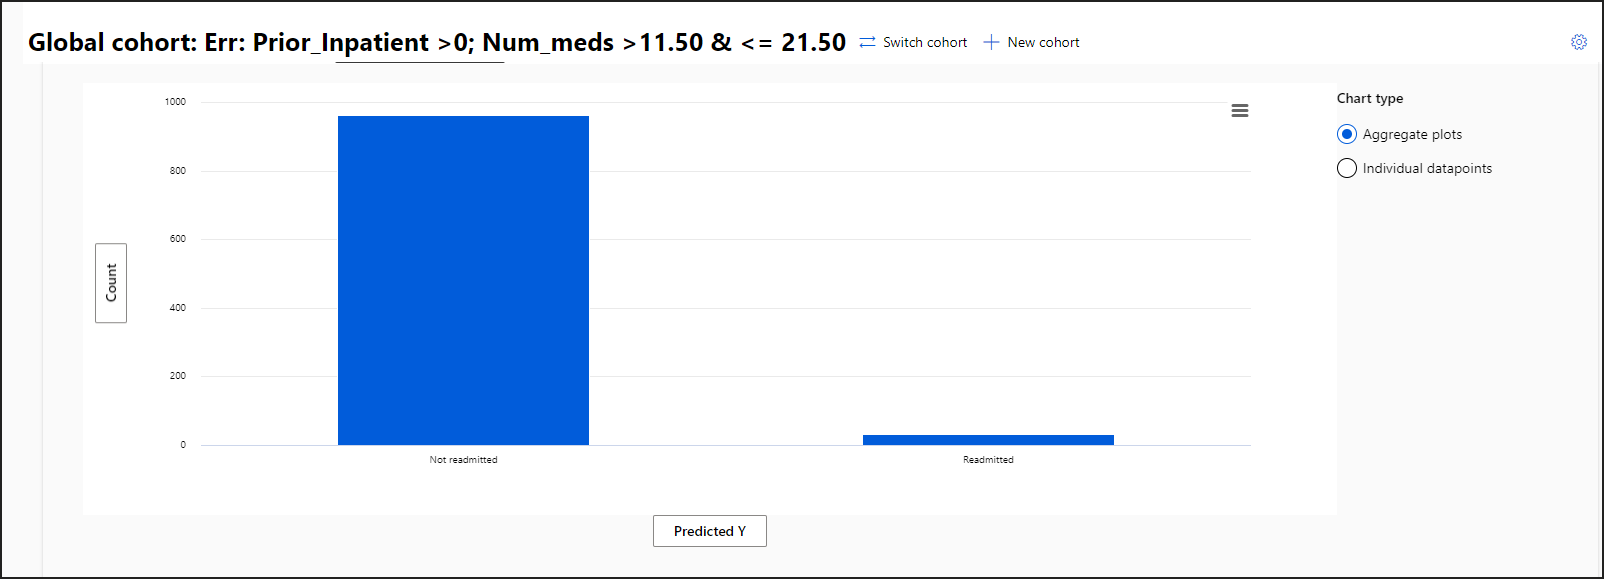 Global cohort: Err: Prior_Inpatient >0; Num_meds >11.50 & <= 21.50
Switch cohort
New cohort
Chart type
Aggregate plots
Individual datapoints
1000
800
600
400
200
0
Count
Not readmitted
Readmitted
Predicted Y